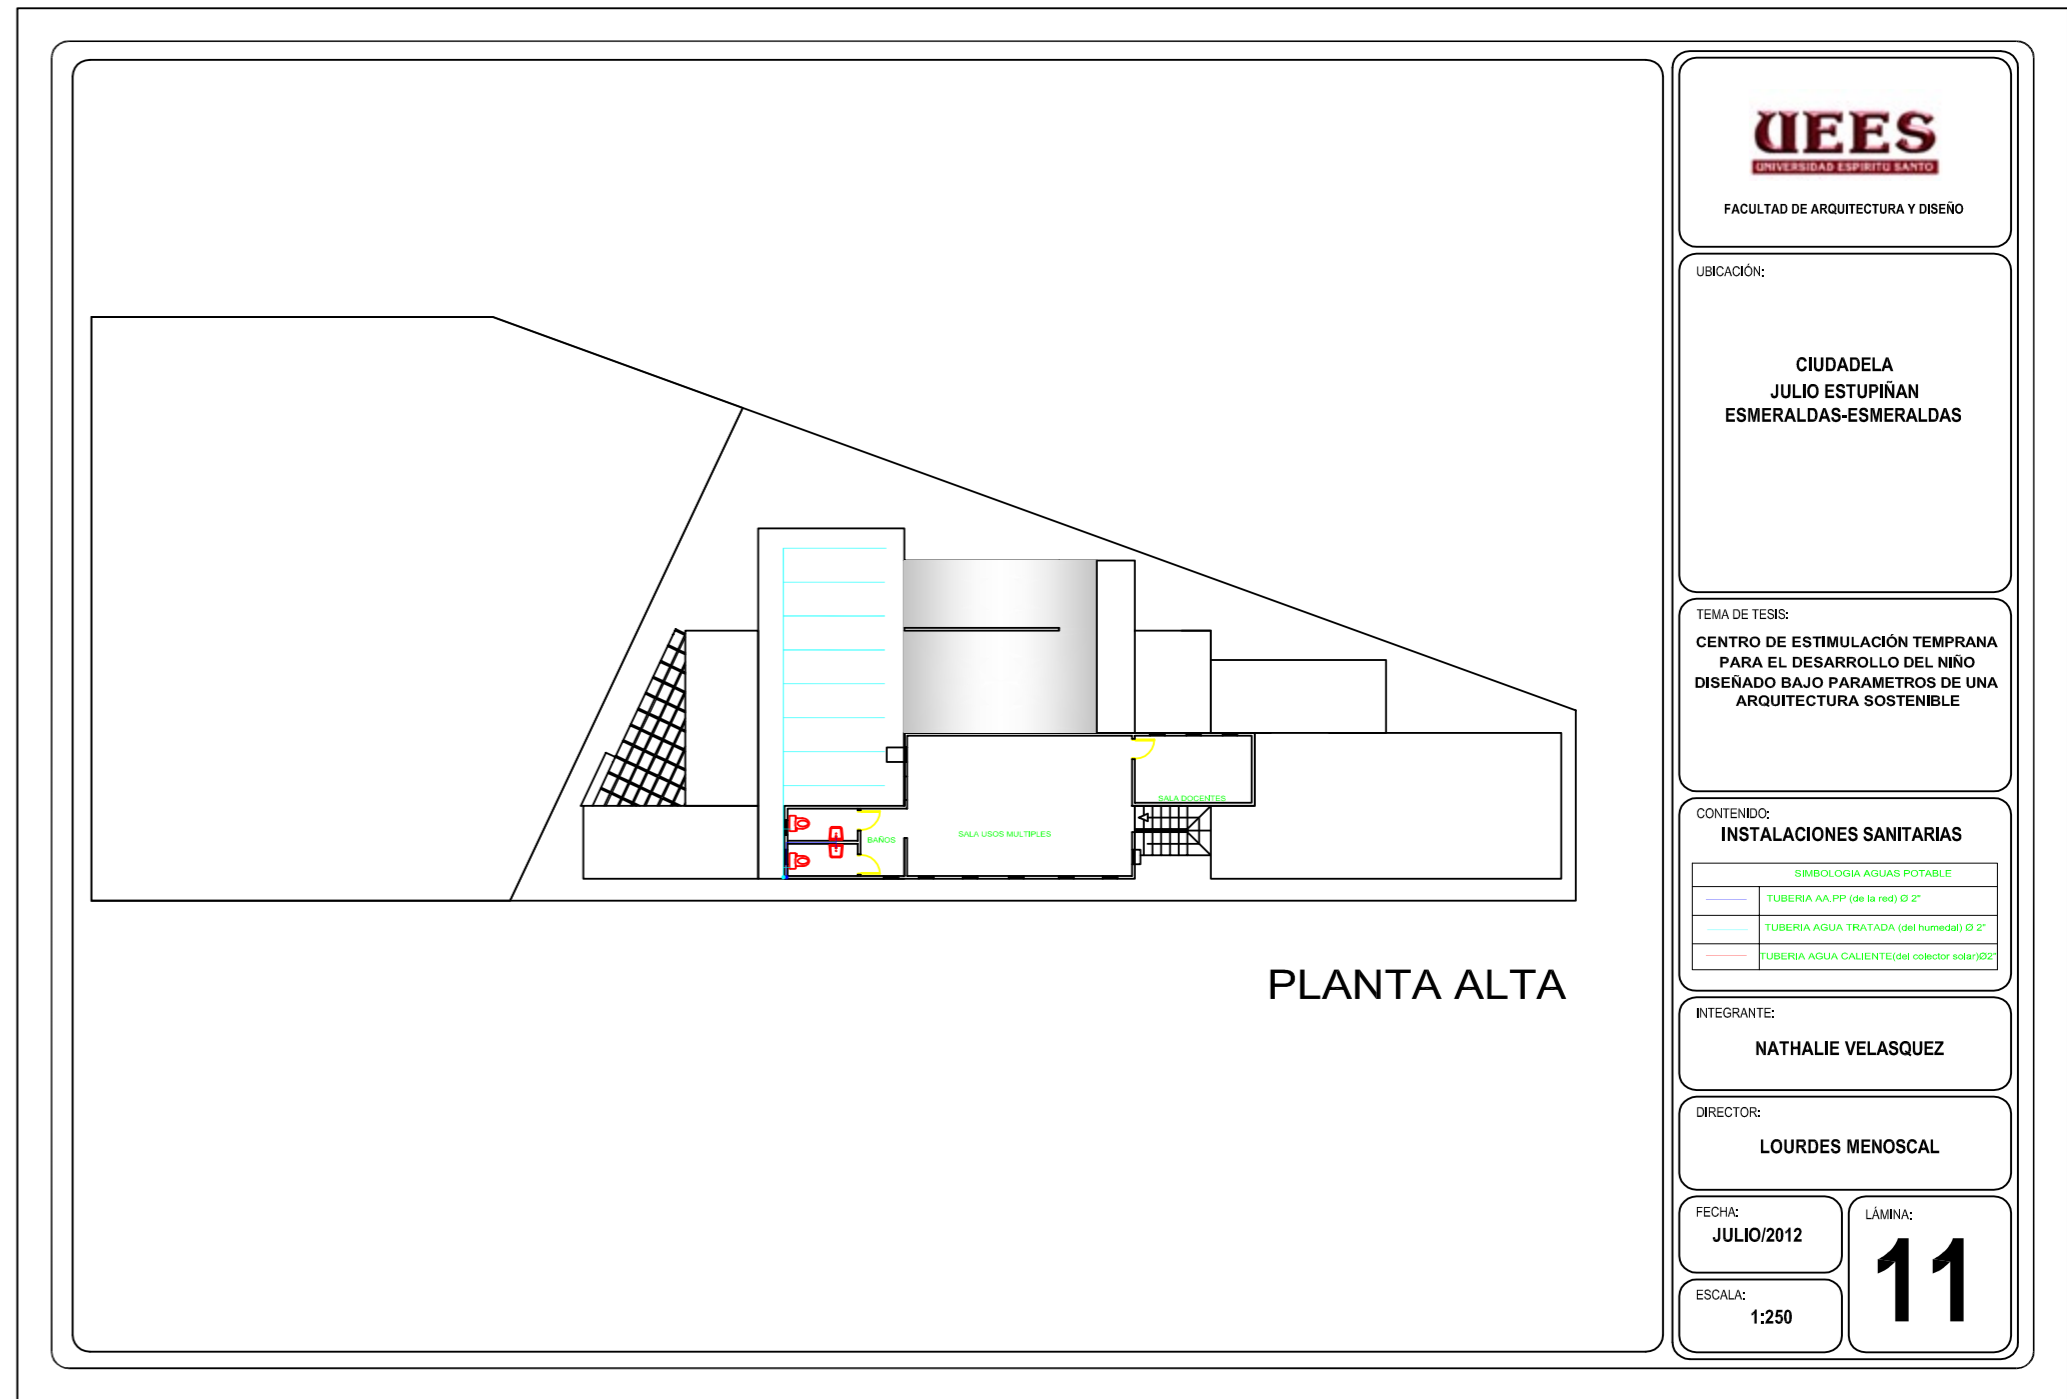 UEES
UNIVERSIDAD ESPIRITU SANTO
FACULTAD DE ARQUITECTURA Y DISEÑO
UBICACIÓN:
CIUDADELA
JULIO ESTUPIÑAN
ESMERALDAS-ESMERALDAS
TEMA DE TESIS:
CENTRO DE ESTIMULACIÓN TEMPRANA
PARA EL DESARROLLO DEL NIÑO
DISEÑADO BAJO PARAMETROS DE UNA
ARQUITECTURA SOSTENIBLE
CONTENIDO:
INSTALACIONES SANITARIAS
SIMBOLOGIA AGUAS POTABLE
TUBERIA AA.PP (de la red) Ø 2"
TUBERIA AGUA TRATADA (del humedal) Ø 2"
TUBERIA AGUA CALIENTE(del colector solar)Ø2"
INTEGRANTE:
NATHALIE VELASQUEZ
DIRECTOR:
LOURDES MENOSCAL
FECHA:
JULIO/2012
ESCALA:
1:250
LÁMINA:
11
SALA DOCENTES
SALA USOS MULTIPLES
BAÑOS
PLANTA ALTA